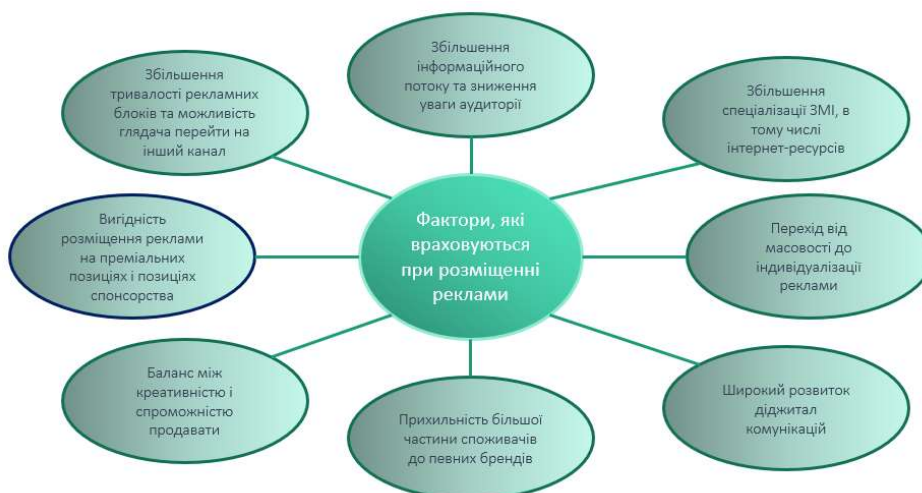 Збільшення
інформаційного
потоку та зниження
уваги аудиторії
Збільшення
тривалості рекламних
блоків та можливість
глядача перейти на
інший канал
Збільшення
спеціалізації ЗМІ, в
тому числі
інтернет-ресурсів
Вигідність
розміщення реклами
на преміальних
позиціях і позиціях
спонсорства
Фактори, які
враховуються
при розміщенні
реклами
Перехід від
масовості до
індивідуалізації
реклами
Баланс між
креативністю і
спроможністю
продавати
Прихильність більшої
частини споживачів
до певних брендів
Широкий розвиток
діджитал
комунікацій